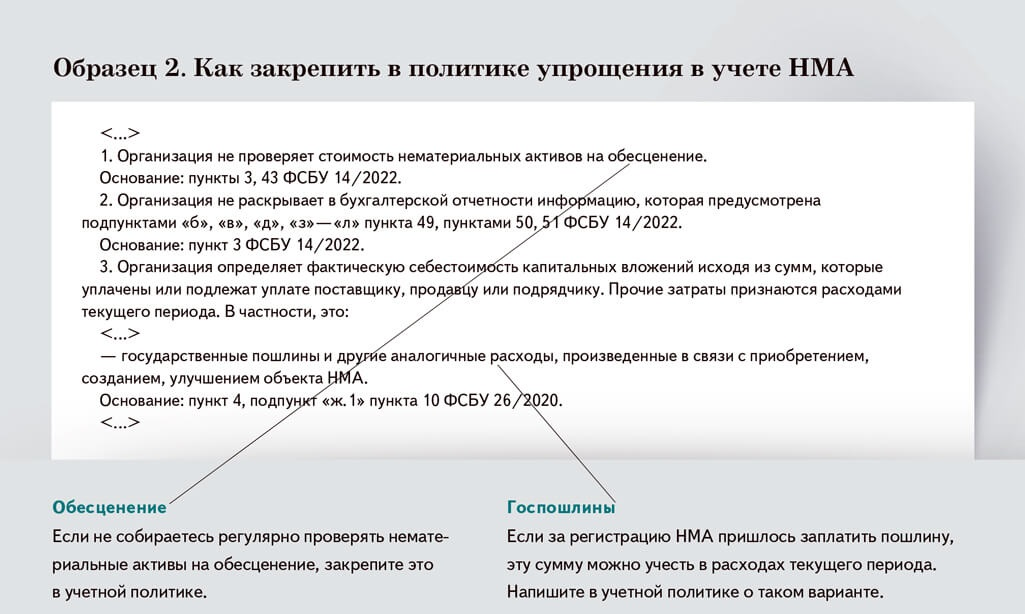 Образец 2. Как закрепить в политике упрощения в учете НМА
<...>
1. Организация не проверяет стоимость нематериальных активов на обесценение.
Основание: пункты 3, 43 ФСБУ 14/2022.
2. Организация не раскрывает в бухгалтерской отчетности информацию, которая предусмотрена
подпунктами «б», «в», «д», «з»—«л» пункта 49, пунктами 50, 51 ФСБУ 14/2022.
Основание: пункт 3 ФСБУ 14/2022.
3. Организация определяет фактическую себестоимость капитальных вложений исходя из сумм, которые
уплачены или подлежат уплате поставщику, продавцу или подрядчику. Прочие затраты признаются расходами
текущего периода. В частности, это:
<...>
— государственные пошлины и другие аналогичные расходы, произведенные в связи с приобретением,
созданием, улучшением объекта НМА.
Основание: пункт 4, подпункт «ж.1» пункта 10 ФСБУ 26/2020.
<...>
Обесценение
Если не собираетесь регулярно проверять немате-
риальные активы на обесценение, закрепите это
в учетной политике.
Госпошлины
Если за регистрацию НМА пришлось заплатить пошлину,
эту сумму можно учесть в расходах текущего периода.
Напишите в учетной политике о таком варианте.